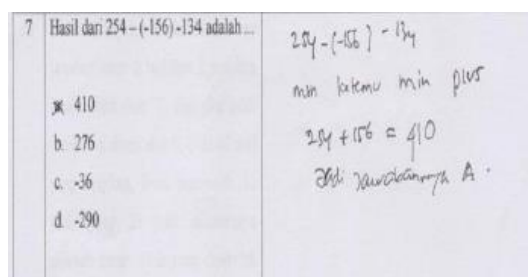 7 Hasil dari 254 – (-156) -134 adalah ...
a. 410
b. 276
c. -36
d. -290
254 - (-156) - 134
min ketemu min plus
254 + 156 = 410
Jadi jawabannya A.